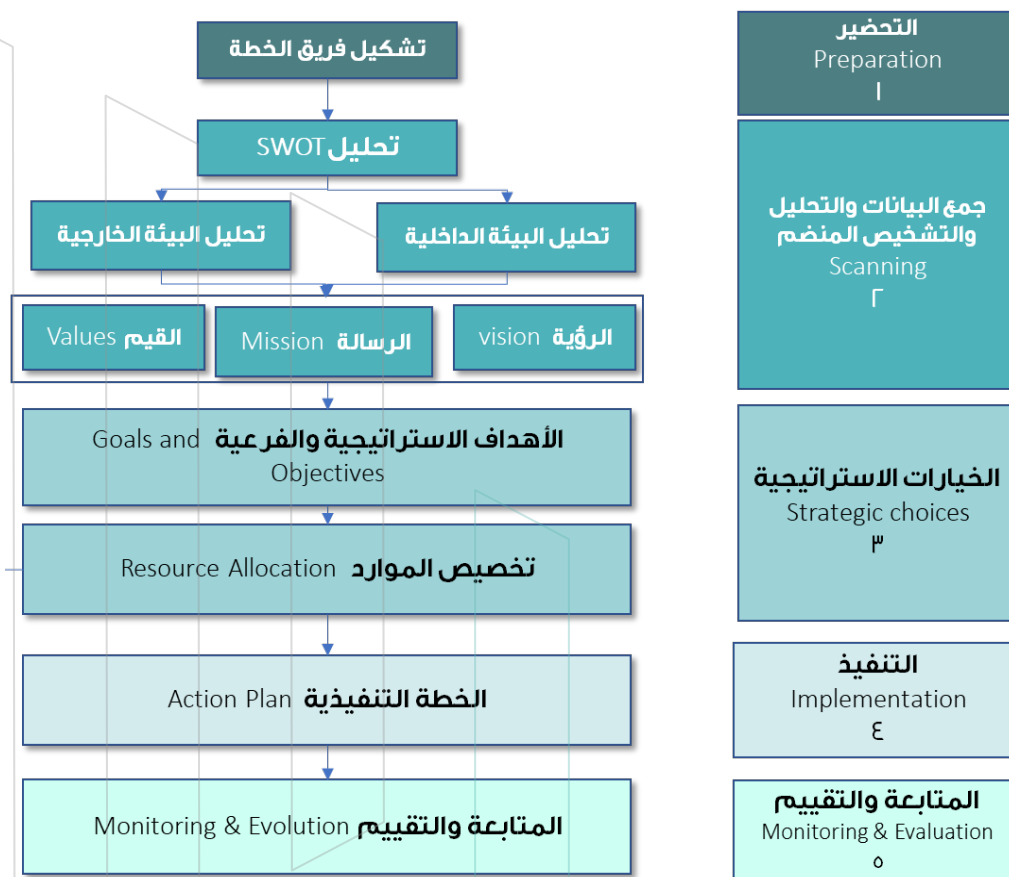 تشكيل فريق الخطة
تحليل SWOT
تحليل البيئة الداخلية
تحليل البيئة الخارجية
الرؤية vision
الرسالة Mission
القيم Values
الأهداف الاستراتيجية والفرعية Goals and
Objectives
تخصيص الموارد Resource Allocation
الخطة التنفيذية Action Plan
المتابعة والتقييم Monitoring & Evolution
التحضير
Preparation
١
جمع البيانات والتحليل
والتشخيص المنضم
Scanning
٢
الخيارات الاستراتيجية
Strategic choices
٣
التنفيذ
Implementation
٤
المتابعة والتقييم
Monitoring & Evaluation
٥